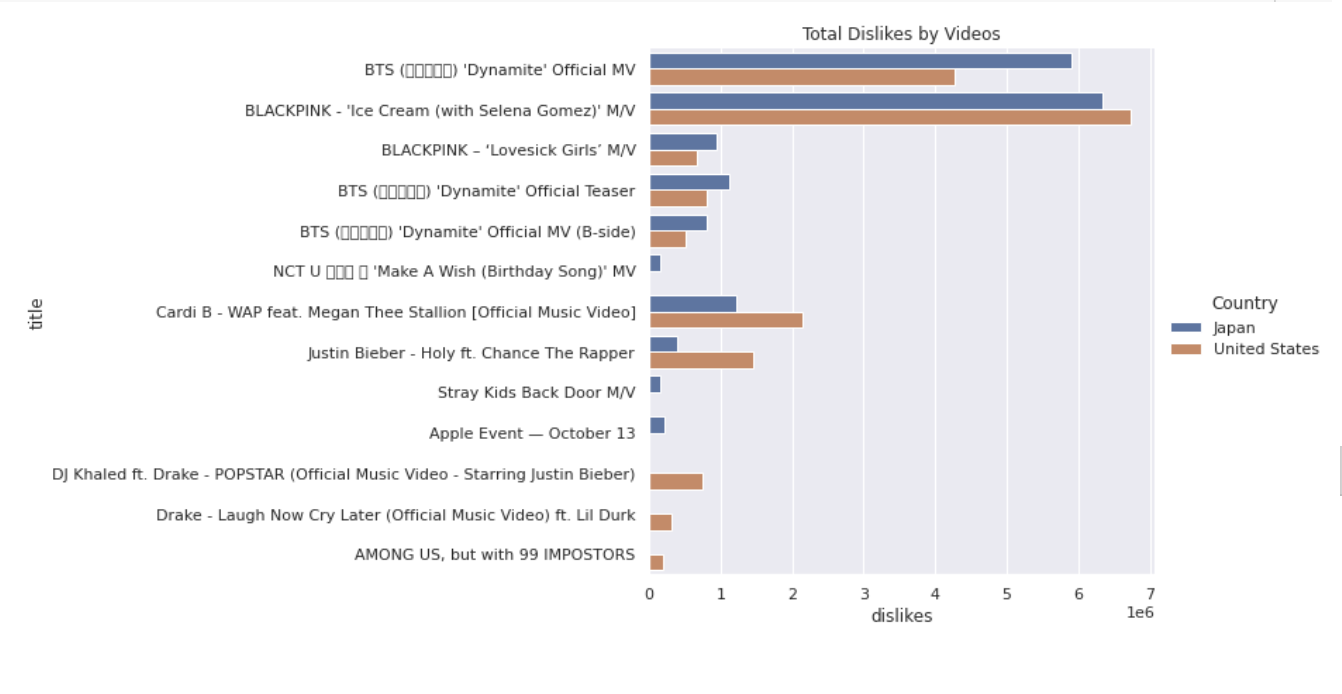 Total Dislikes by Videos
BTS (▯▯▯▯▯) 'Dynamite' Official MV
BLACKPINK - 'Ice Cream (with Selena Gomez)' M/V
BLACKPINK – ‘Lovesick Girls’ M/V
BTS (▯▯▯▯▯) 'Dynamite' Official Teaser
BTS (▯▯▯▯▯) 'Dynamite' Official MV (B-side)
NCT U ▯▯▯ ▯ 'Make A Wish (Birthday Song)' MV
Cardi B - WAP feat. Megan Thee Stallion [Official Music Video]
Justin Bieber - Holy ft. Chance The Rapper
Stray Kids Back Door M/V
Apple Event — October 13
DJ Khaled ft. Drake - POPSTAR (Official Music Video - Starring Justin Bieber)
Drake - Laugh Now Cry Later (Official Music Video) ft. Lil Durk
AMONG US, but with 99 IMPOSTORS
title
0 1 2 3 4 5 6 7
1e6
dislikes
Country
Japan
United States